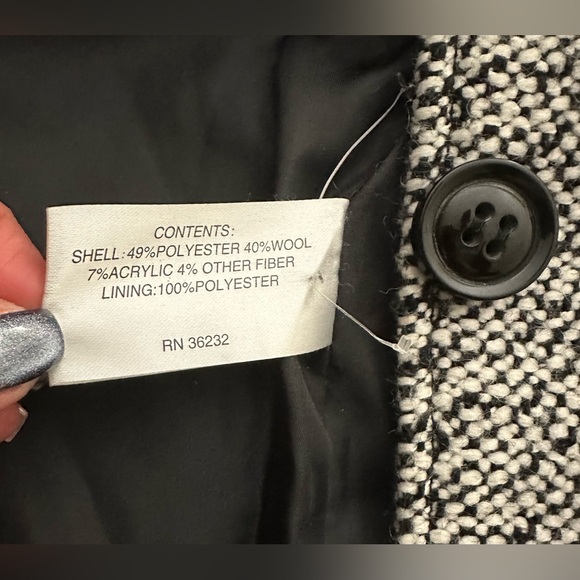 CONTENTS:
SHELL:49%POLYESTER 40%WOOL
7%ACRYLIC 4% OTHER FIBER
LINING:100%POLYESTER
RN 36232